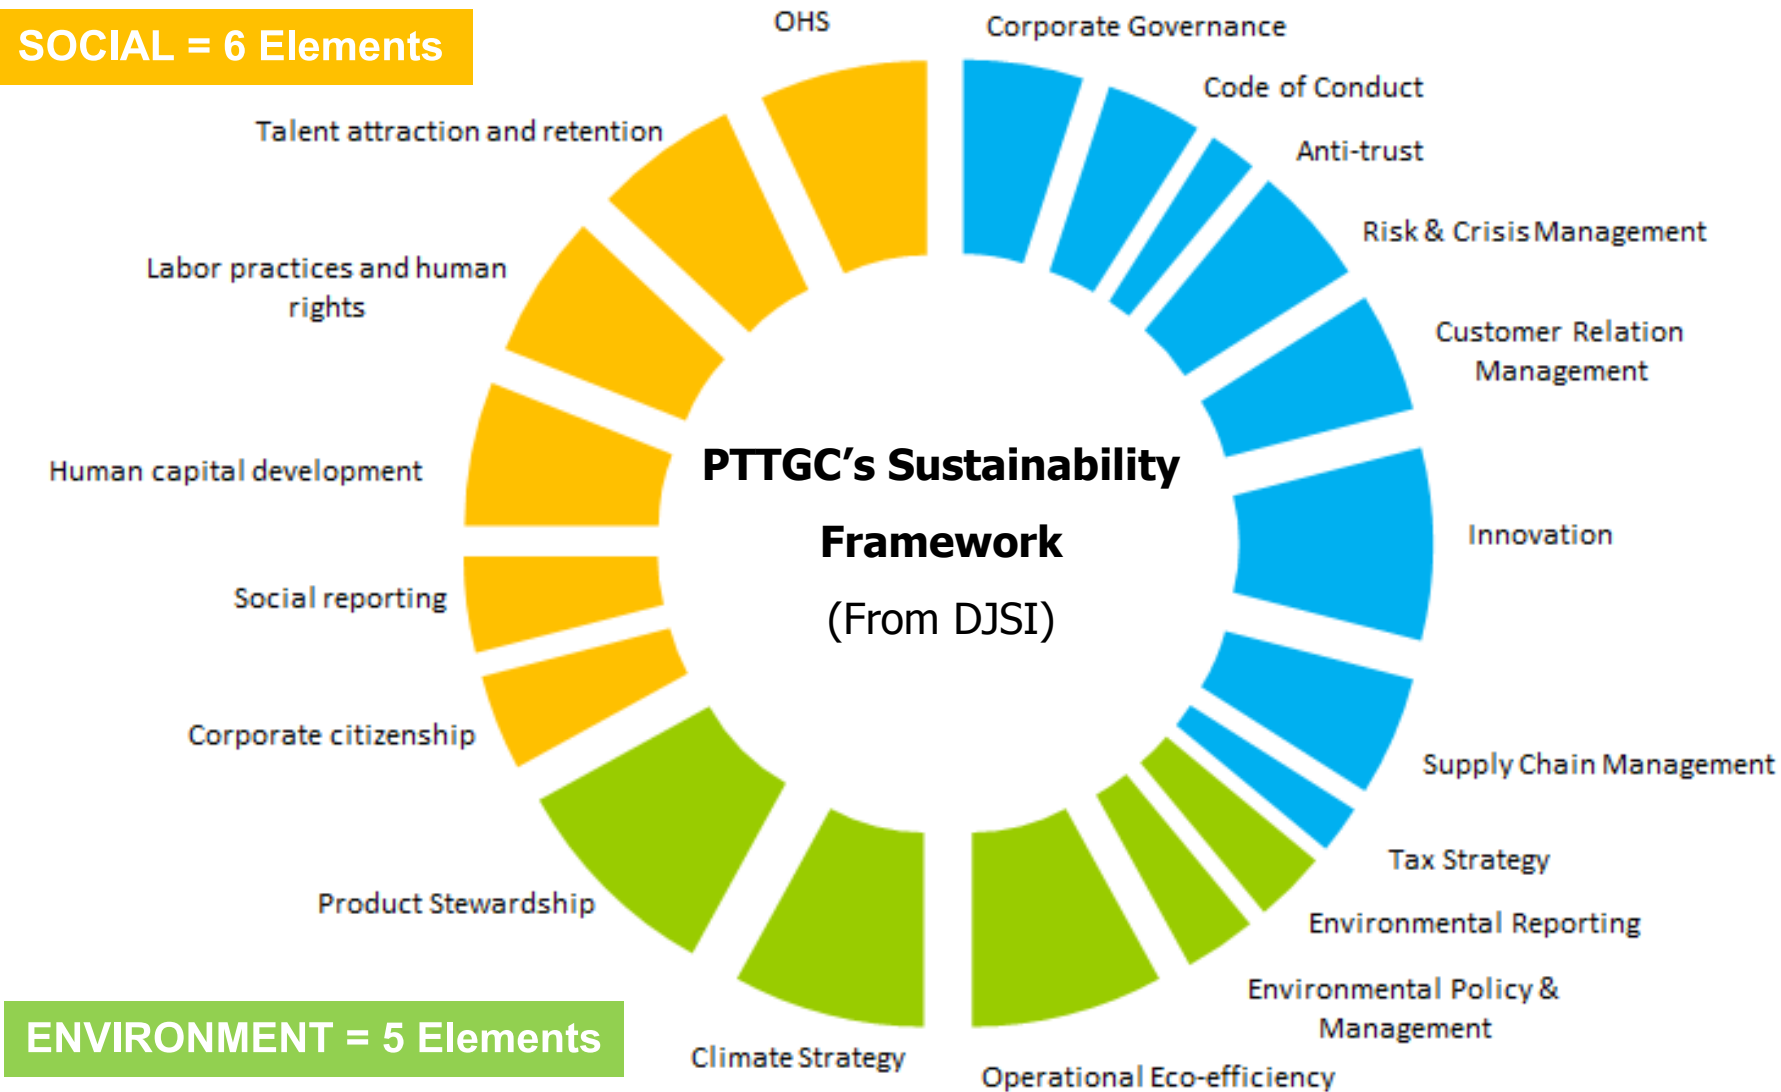 SOCIAL = 6 Elements
OHS
Corporate Governance
Code of Conduct
Talent attraction and retention
Anti-trust
Risk & Crisis Management
Labor practices and human
rights
Customer Relation
Management
PTTGC’s Sustainability
Framework
(From DJSI)
Human capital development
Innovation
Social reporting
Corporate citizenship
Supply Chain Management
Tax Strategy
Product Stewardship
Environmental Reporting
Environmental Policy &
Management
ENVIRONMENT = 5 Elements
Climate Strategy
Operational Eco-efficiency